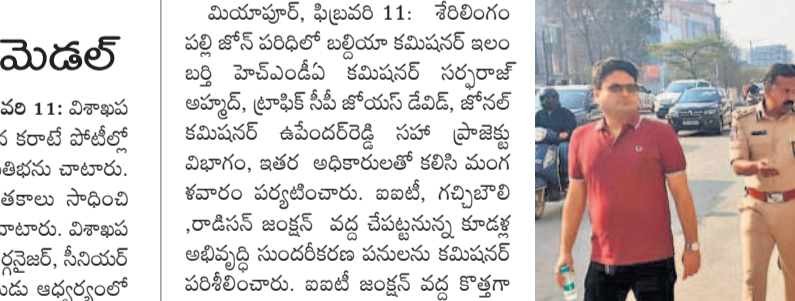 మెడల్
వరి 11: విశాఖప
న కరాటే పోటీల్లో
తిభను చాటారు.
తకాలు సాధించి
చాటారు. విశాఖప
ర్గనైజర్, సీనియర్
ుడు ఆధ్వర్యంలో
మియాపూర్, ఫిబ్రవరి 11: శేరిలింగం
పల్లి జోన్ పరిధిలో బల్దియా కమిషనర్ ఇలం
బర్తి హెచ్ఎండీఏ కమిషనర్ సర్ఫరాజ్
అహ్మద్, ట్రాఫిక్ సీపీ జోయస్ డేవిడ్, జోనల్
కమిషనర్ ఉపేందర్‌రెడ్డి సహా ప్రాజెక్టు
విభాగం, ఇతర అధికారులతో కలిసి మంగ
ళవారం పర్యటించారు. ఐఐటీ, గచ్చిబౌలి
,రాడిసన్ జంక్షన్ వద్ద చేపట్టనున్న కూడళ్ల
అభివృద్ధి సుందరీకరణ పనులను కమిషనర్
పరిశీలించారు. ఐఐటీ జంక్షన్ వద్ద కొత్తగా